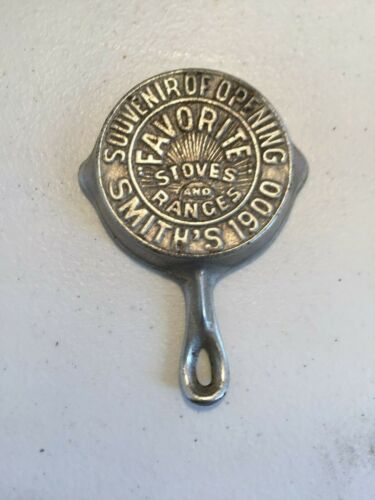 SOUVENIR OF OPENING
SMITH'S 1900
"FAVORITE"
STOVES
AND
RANGES